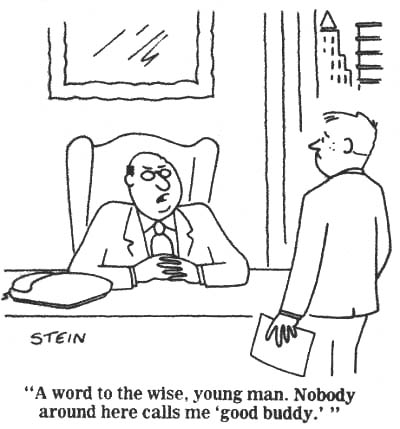 STEIN
“A word to the wise, young man. Nobody
around here calls me ‘good buddy.’ ”